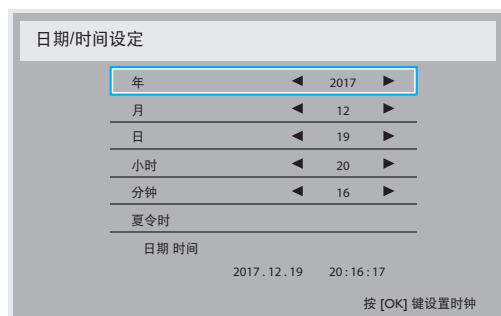 日期/时间设定
年 ◀ 2017 ▶
月 ◀ 12 ▶
日 ◀ 19 ▶
小时 ◀ 20 ▶
分钟 ◀ 16 ▶
夏令时
日期 时间
2017.12.19 20:16:17
按 [OK] 键设置时钟